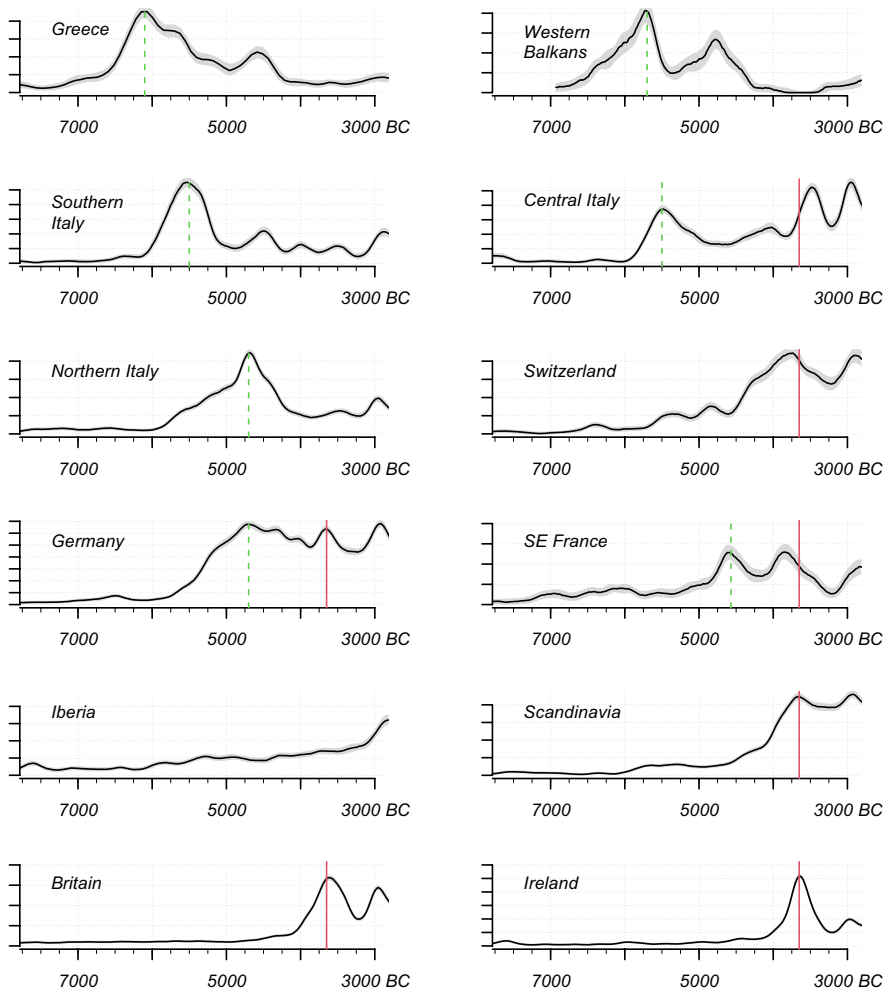 Greece
7000 5000 3000 BC
Western
Balkans
7000 5000 3000 BC
Southern
Italy
7000 5000 3000 BC
Central Italy
7000 5000 3000 BC
Northern Italy
7000 5000 3000 BC
Switzerland
7000 5000 3000 BC
Germany
7000 5000 3000 BC
SE France
7000 5000 3000 BC
Iberia
7000 5000 3000 BC
Scandinavia
7000 5000 3000 BC
Britain
7000 5000 3000 BC
Ireland
7000 5000 3000 BC